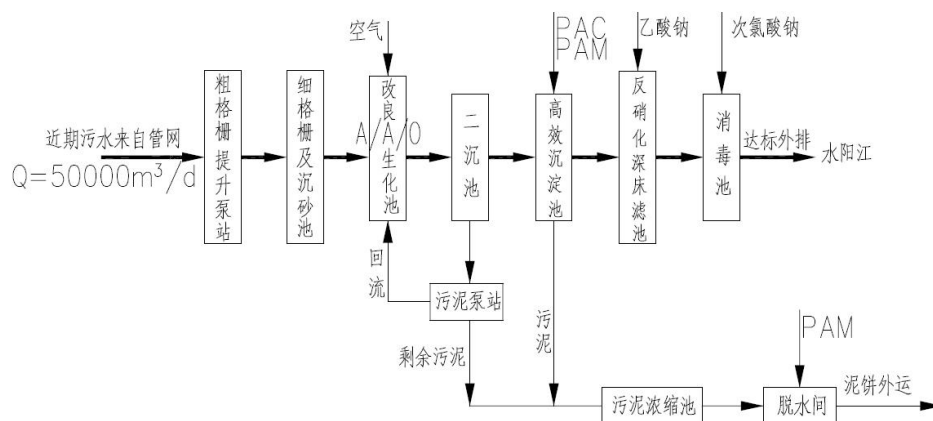 空气
PAC
PAM
乙酸钠
次氯酸钠
近期污水来自管网
Q=50000m³/d
粗格栅提升泵站
细格栅及沉砂池
改良A/A/O生化池
二沉池
高效沉淀池
反硝化深床滤池
消毒池
达标外排
水阳江
回流
污泥泵站
剩余污泥
污泥
PAM
污泥浓缩池
脱水间
泥饼外运